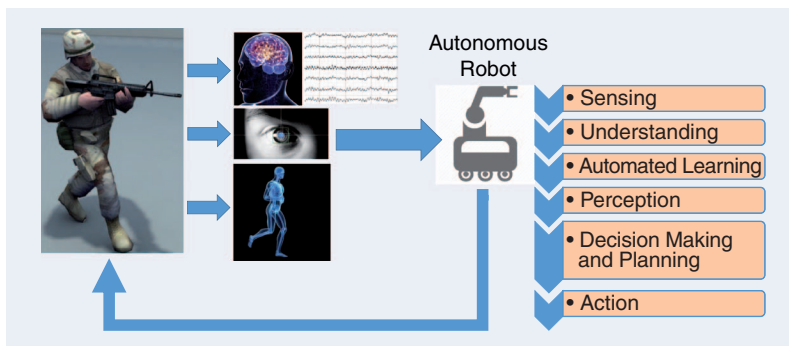 Autonomous
Robot
• Sensing
• Understanding
• Automated Learning
• Perception
• Decision Making
and Planning
• Action